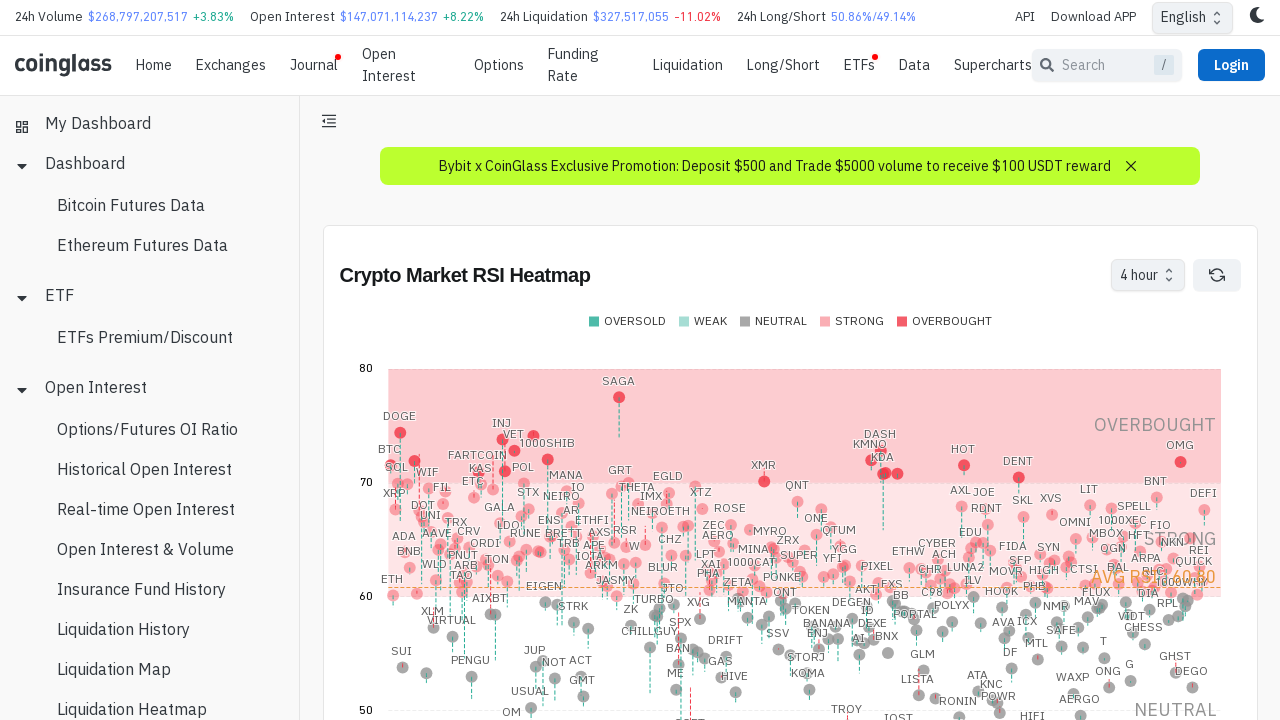 24h Volume $268,797,207,517 +3.83% Open Interest $147,071,114,237 +8.22% 24h Liquidation $327,517,055 -11.02% 24h Long/Short 50.86%/49.14% API Download APP English
coinglass Home Exchanges Journal Open Interest Options Funding Rate Liquidation Long/Short ETFs Data Supercharts Search / Login
My Dashboard
Dashboard
Bitcoin Futures Data
Ethereum Futures Data
ETF
ETFs Premium/Discount
Open Interest
Options/Futures OI Ratio
Historical Open Interest
Real-time Open Interest
Open Interest & Volume
Insurance Fund History
Liquidation History
Liquidation Map
Liquidation Heatmap
Bybit x CoinGlass Exclusive Promotion: Deposit $500 and Trade $5000 volume to receive $100 USDT reward
Crypto Market RSI Heatmap 4 hour
OVERSOLD WEAK NEUTRAL STRONG OVERBOUGHT
80
SAGA
DOGE
INJ OVERBOUGHT
VET DASH
1000SHIB KMNO OMG
BTC FARTCOIN KDA HOT
SOL WIF KAS POL XMR DENT
MANA GRT EGLD
70
ETC FIL IO THETA QNT BNT
XRP STX NEIRO IMX XTZ AXL JOE LIT DEFI
DOT GALA AR NEIROETH ROSE RDNT SKL XVS SPELL
UNI TRX LDO ENS ETHFI ZEC ONE OMNI 1000XEC FIO
ADA AAVE CRV RUNE BRETT AXS RSR AERO MYRO QTUM EDU MBOX HFT STRONG
BNB ORDI TRB APE W CHZ MINA ZRX YGG ETHW CYBER FIDA SYN OGN NKN REI
WLD PNUT TON IOTA LPT SUPER YFI ACH SFP ARPA QUICK
ARB ARKM BLUR XAI 1000CAT PIXEL CHR LUNA2 MOVR HIGH CTSI PAL RLC
ETH TAO EIGEN JASMY JTO PHA ZETA PONKE AKT FXS C98 ILV HOOK PHB FLUX DIA 1000WHY
60
XLM AIXBT STRK ZK TURBO XVG MANTA ONT TOKEN DEGEN ID BB POLYX NMR MAV RPL
VIRTUAL CHILLGUY SPX SSV BANANA DEXE PORTAL AVA ICX SAFE VIDT CHESS
SUI PENGU JUP NOT ACT BAN DRIFT ENJ AI BNX MTL T
GMT ME GAS STORJ GLM DF G GHST
USUAL HIVE KOMA LISTA ATA KNC WAXP ONG DEGO
OM TROY IOST RONIN POWR HIFI AERGO
50 NEUTRAL